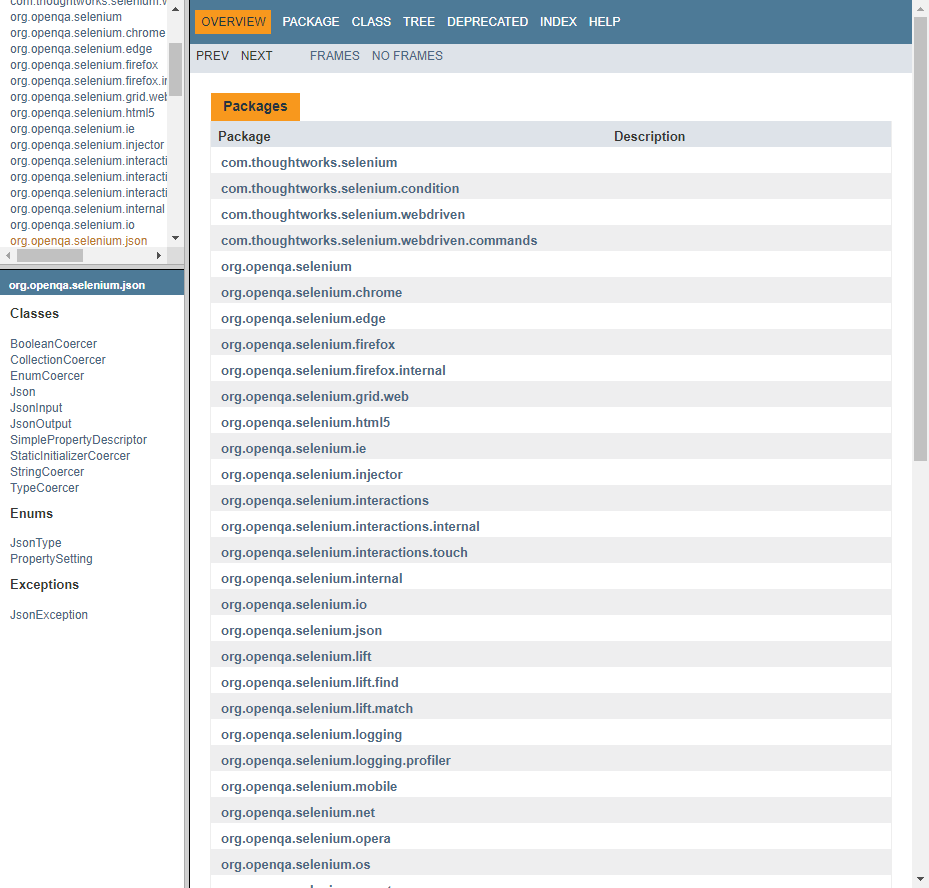 com.thoughtworks.selenium.w
org.openqa.selenium
org.openqa.selenium.chrome
org.openqa.selenium.edge
org.openqa.selenium.firefox
org.openqa.selenium.firefox.in
org.openqa.selenium.grid.web
org.openqa.selenium.html5
org.openqa.selenium.ie
org.openqa.selenium.injector
org.openqa.selenium.interacti
org.openqa.selenium.interacti
org.openqa.selenium.interacti
org.openqa.selenium.internal
org.openqa.selenium.io
org.openqa.selenium.json
org.openqa.selenium.json
Classes
BooleanCoercer
CollectionCoercer
EnumCoercer
Json
JsonInput
JsonOutput
SimplePropertyDescriptor
StaticInitializerCoercer
StringCoercer
TypeCoercer
Enums
JsonType
PropertySetting
Exceptions
JsonException
OVERVIEW PACKAGE CLASS TREE DEPRECATED INDEX HELP
PREV NEXT FRAMES NO FRAMES
Packages
Package Description
com.thoughtworks.selenium
com.thoughtworks.selenium.condition
com.thoughtworks.selenium.webdriven
com.thoughtworks.selenium.webdriven.commands
org.openqa.selenium
org.openqa.selenium.chrome
org.openqa.selenium.edge
org.openqa.selenium.firefox
org.openqa.selenium.firefox.internal
org.openqa.selenium.grid.web
org.openqa.selenium.html5
org.openqa.selenium.ie
org.openqa.selenium.injector
org.openqa.selenium.interactions
org.openqa.selenium.interactions.internal
org.openqa.selenium.interactions.touch
org.openqa.selenium.internal
org.openqa.selenium.io
org.openqa.selenium.json
org.openqa.selenium.lift
org.openqa.selenium.lift.find
org.openqa.selenium.lift.match
org.openqa.selenium.logging
org.openqa.selenium.logging.profiler
org.openqa.selenium.mobile
org.openqa.selenium.net
org.openqa.selenium.opera
org.openqa.selenium.os